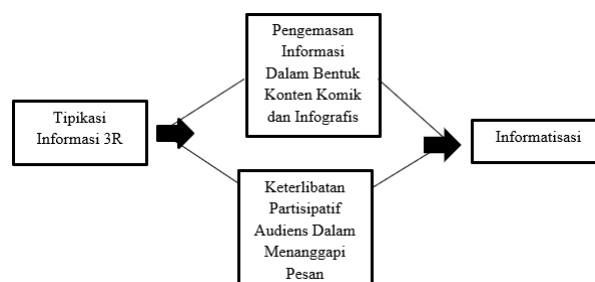 Pengemasan
Informasi
Dalam Bentuk
Konten Komik
dan Infografis
Tipikasi
Informasi 3R
Informatisasi
Keterlibatan
Partisipatif
Audiens Dalam
Menanggapi
Pesan